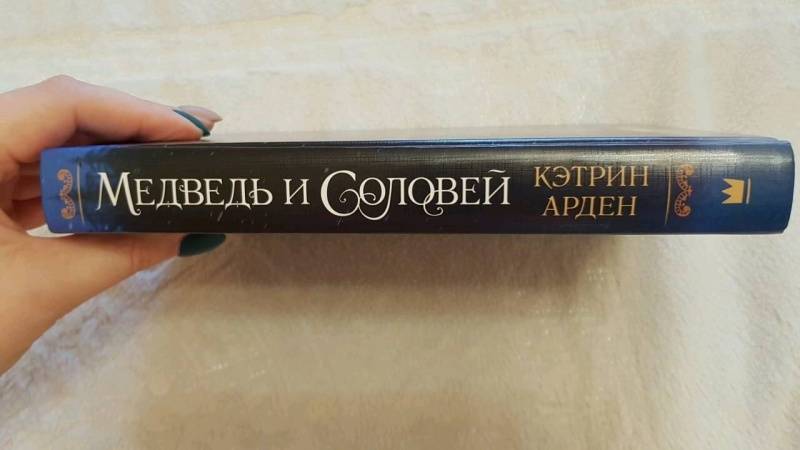 Медведь и Соловей
Кэтрин
Арден